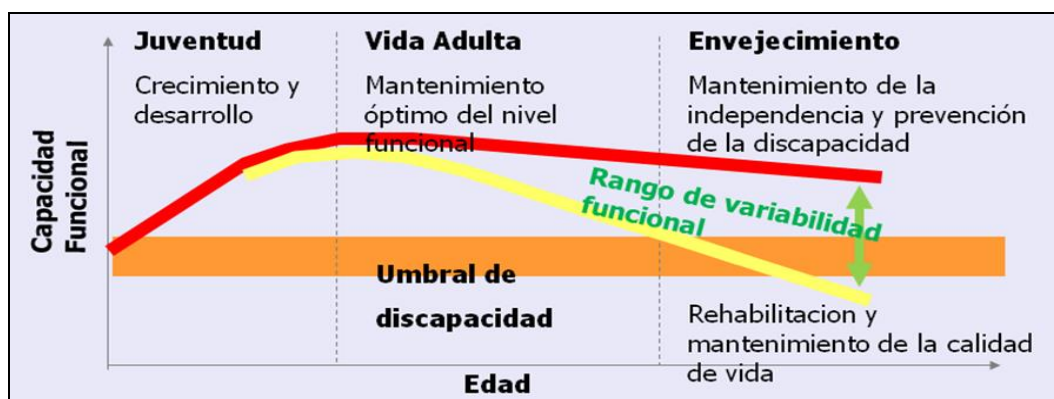 Juventud
Crecimiento y
desarrollo
Vida Adulta
Mantenimiento
óptimo del nivel
funcional
Envejecimiento
Mantenimiento de la
independencia y prevención
de la discapacidad
Capacidad
Funcional
Rango de variabilidad
funcional
Umbral de
discapacidad
Rehabilitacion y
mantenimiento de la calidad
de vida
Edad